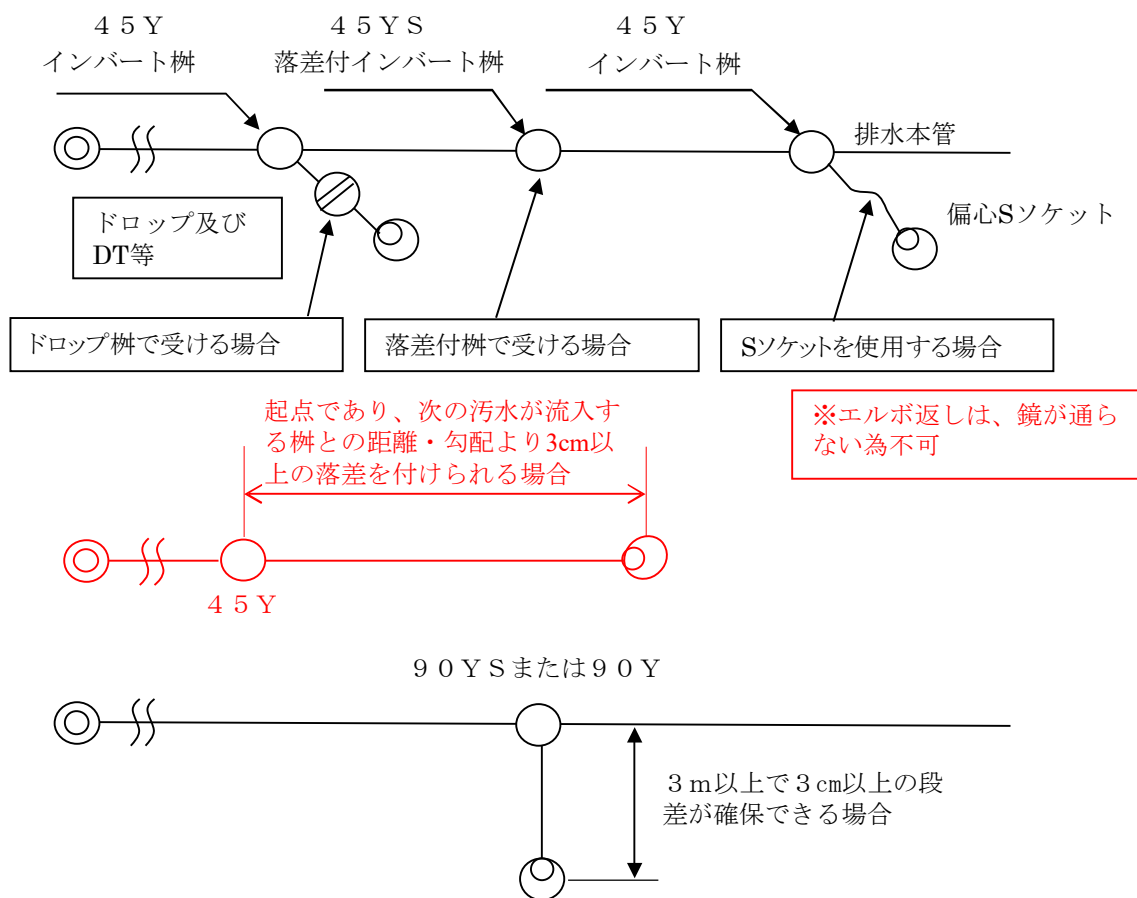 ４５Ｙ
インバート桝
４５ＹＳ
落差付インバート桝
４５Ｙ
インバート桝
排水本管
偏心Sソケット
ドロップ及び
DT等
ドロップ桝で受ける場合
落差付桝で受ける場合
Sソケットを使用する場合
起点であり、次の汚水が流入す
る桝との距離・勾配より3cm以
上の落差を付けられる場合
※エルボ返しは、鏡が通ら
ない為不可
４５Ｙ
９０ＹＳまたは９０Ｙ
３ｍ以上で３㎝以上の段
差が確保できる場合